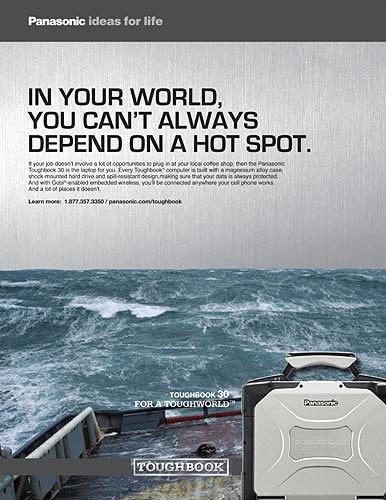 Panasonic ideas for life
IN YOUR WORLD,
YOU CAN'T ALWAYS
DEPEND ON A HOT SPOT.
If your job doesn't involve a lot of opportunities to plug in at your local coffee shop, then the Panasonic
Toughbook 30 is the laptop for you. Every Toughbook® computer is built with a magnesium alloy case,
shock-mounted hard drive and spill-resistant design, making sure that your data is always protected.
And with Gobi™-enabled embedded wireless, you'll be connected anywhere your cell phone works.
And a lot of places it doesn't.
Learn more: 1.877.357.3350 / panasonic.com/toughbook
TOUGHBOOK 30
FOR A TOUGHWORLD™
Panasonic
TOUGHBOOK
TOUGHBOOK